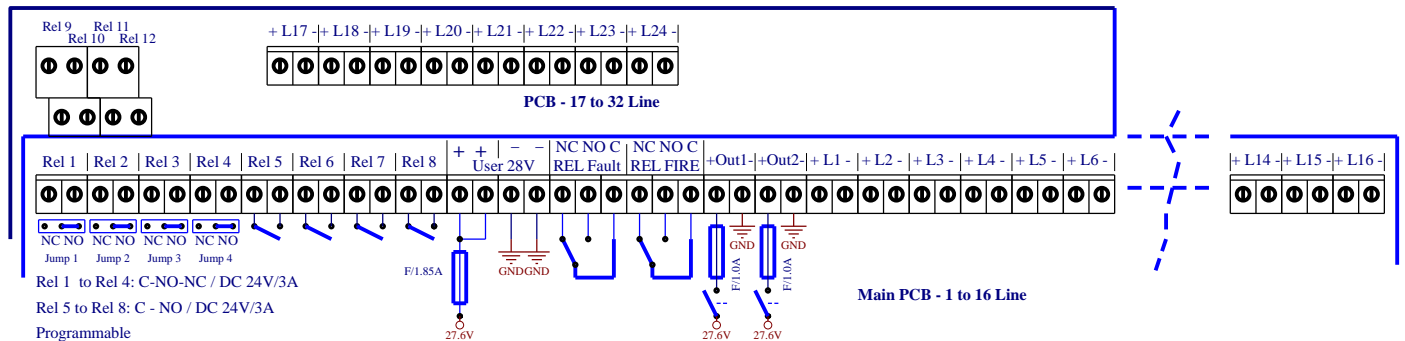 Rel 9 Rel 11
Rel 10 Rel 12
+ L17 - + L18 - + L19 - + L20 - + L21 - + L22 - + L23 - + L24 -
PCB - 17 to 32 Line
Rel 1 Rel 2 Rel 3 Rel 4 Rel 5 Rel 6 Rel 7 Rel 8
+ + - -
User 28V
NC NO C
REL Fault
NC NO C
REL FIRE
+Out1- +Out2- + L1 - + L2 - + L3 - + L4 - + L5 - + L6 - + L14 - + L15 - + L16 -
NC NO NC NO NC NO NC NO
Jump 1 Jump 2 Jump 3 Jump 4
GND GND
GND GND
F/1.85A
F/1.0A
F/1.0A
Rel 1 to Rel 4: C-NO-NC / DC 24V/3A
Rel 5 to Rel 8: C - NO / DC 24V/3A
Programmable
Main PCB - 1 to 16 Line
27.6V 27.6V 27.6V